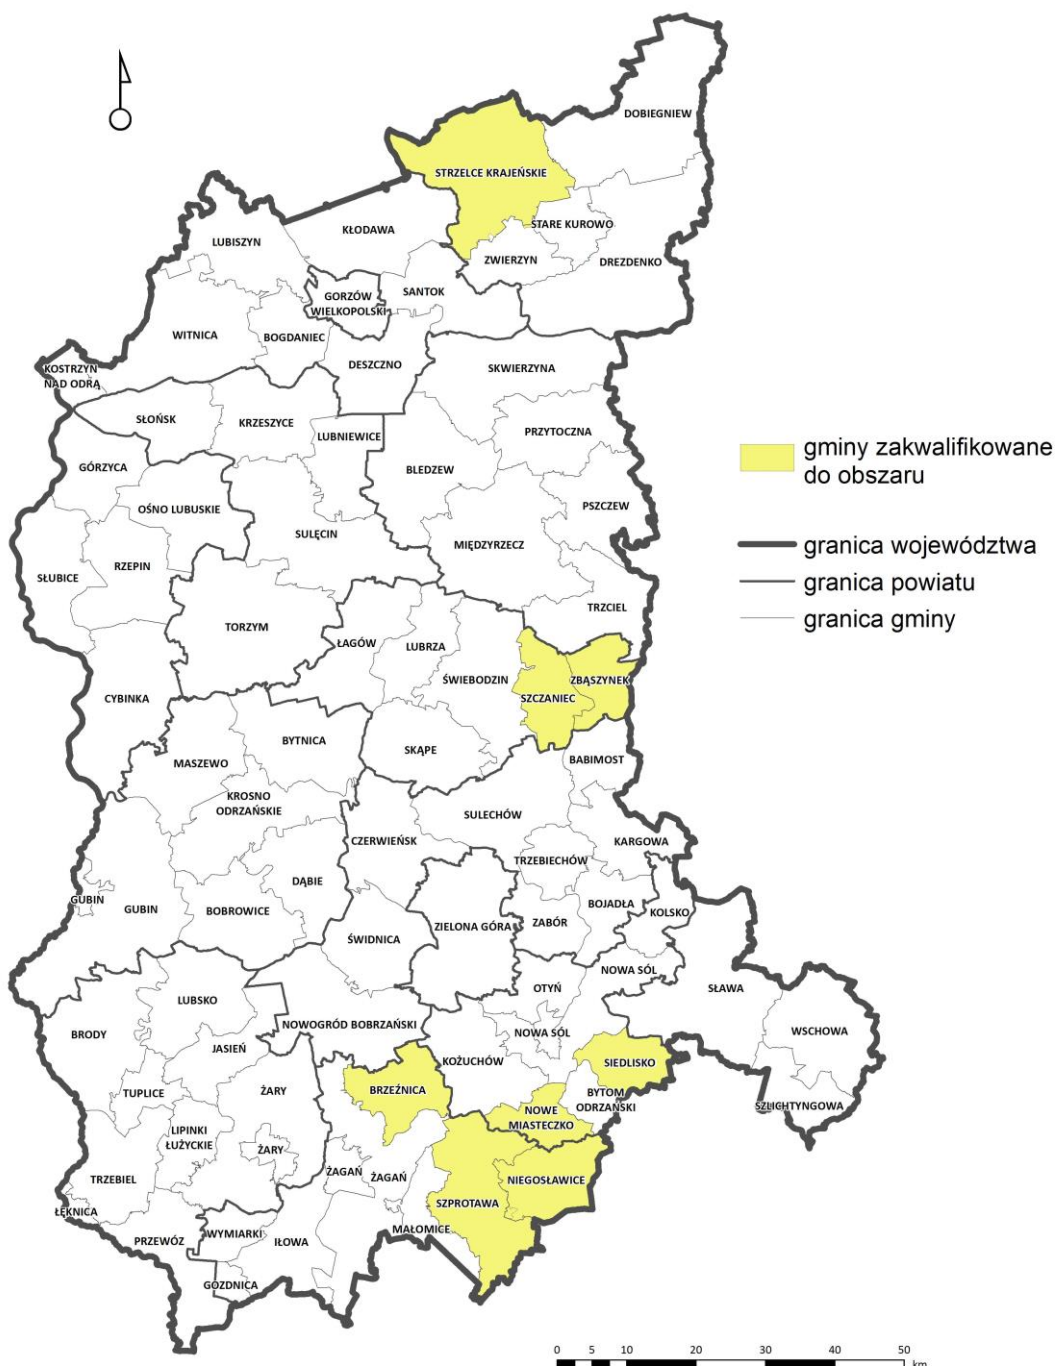 DOBIEGNIEW
STRZELCE KRAJEŃSKIE
STARE KUROWO
KŁODAWA
LUBISZYN
ZWIERZYN
DREZDENKO
SANTOK
GORZÓW
WIELKOPOLSKI
WITNICA
BOGDANIEC
DESZCZNO
KOSTRZYN
NAD ODRĄ
SKWIERZYNA
SŁOŃSK
KRZESZYCE
LUBNIEWICE
PRZYTOCZNA
GÓRZYCA
BLEDZEW
OŚNO LUBUSKIE
PSZCZEW
SULĘCIN
MIĘDZYRZECZ
SŁUBICE
RZEPIN
TRZCIEL
TORZYM
ŁAGÓW
LUBRZA
ŚWIEBODZIN
ZBĄSZYNEK
SZCZANIEC
CYBINKA
BYTNICA
SKĄPE
BABIMOST
MASZEWO
KROSNO
ODRZAŃSKIE
SULECHÓW
CZERWIEŃSK
KARGOWA
TRZEBIECHÓW
DĄBIE
GUBIN
GUBIN
BOBROWICE
BOJADŁA
KOLSKO
ZABÓR
ZIELONA GÓRA
ŚWIDNICA
NOWA SÓL
OTYŃ
SŁAWA
LUBSKO
NOWOGRÓD BOBRZAŃSKI
WSCHOWA
BRODY
NOWA SÓL
JASIEŃ
KOŻUCHÓW
SIEDLISKO
TUPLICE
ŻARY
BRZEŹNICA
BYTOM
ODRZAŃSKI
SZLICHTYNGOWA
NOWE
MIASTECZKO
LIPINKI
ŁUŻYCKIE
ŻARY
ŻAGAŃ
ŻAGAŃ
TRZEBIEL
NIEGOSŁAWICE
SZPROTAWA
ŁĘKNICA
MAŁOMICE
WYMIARKI
PRZEWÓZ
IŁOWA
GOZDNICA
gminy zakwalifikowane
do obszaru
granica województwa
granica powiatu
granica gminy
0 5 10 20 30 40 50
km